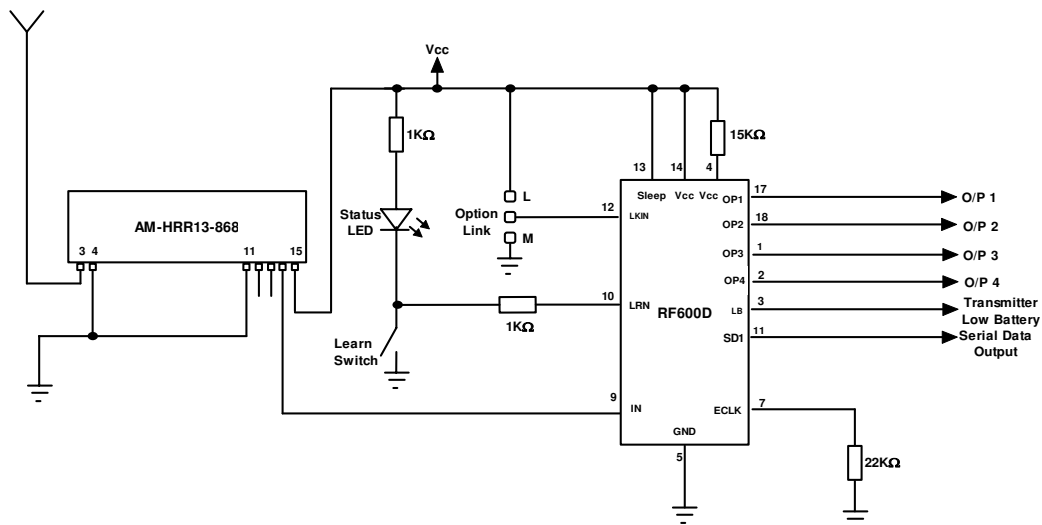 Vcc
1KΩ
15KΩ
13
14
4
Sleep
Vcc
Vcc
L
Option
Link
M
12
LKIN
OP1
17
O/P 1
OP2
18
O/P 2
OP3
1
O/P 3
OP4
2
O/P 4
LB
3
Transmitter
Low Battery
SD1
11
Serial Data
Output
AM-HRR13-868
3
4
11
15
Status
LED
10
LRN
RF600D
1KΩ
Learn
Switch
9
IN
ECLK
7
GND
5
22KΩ